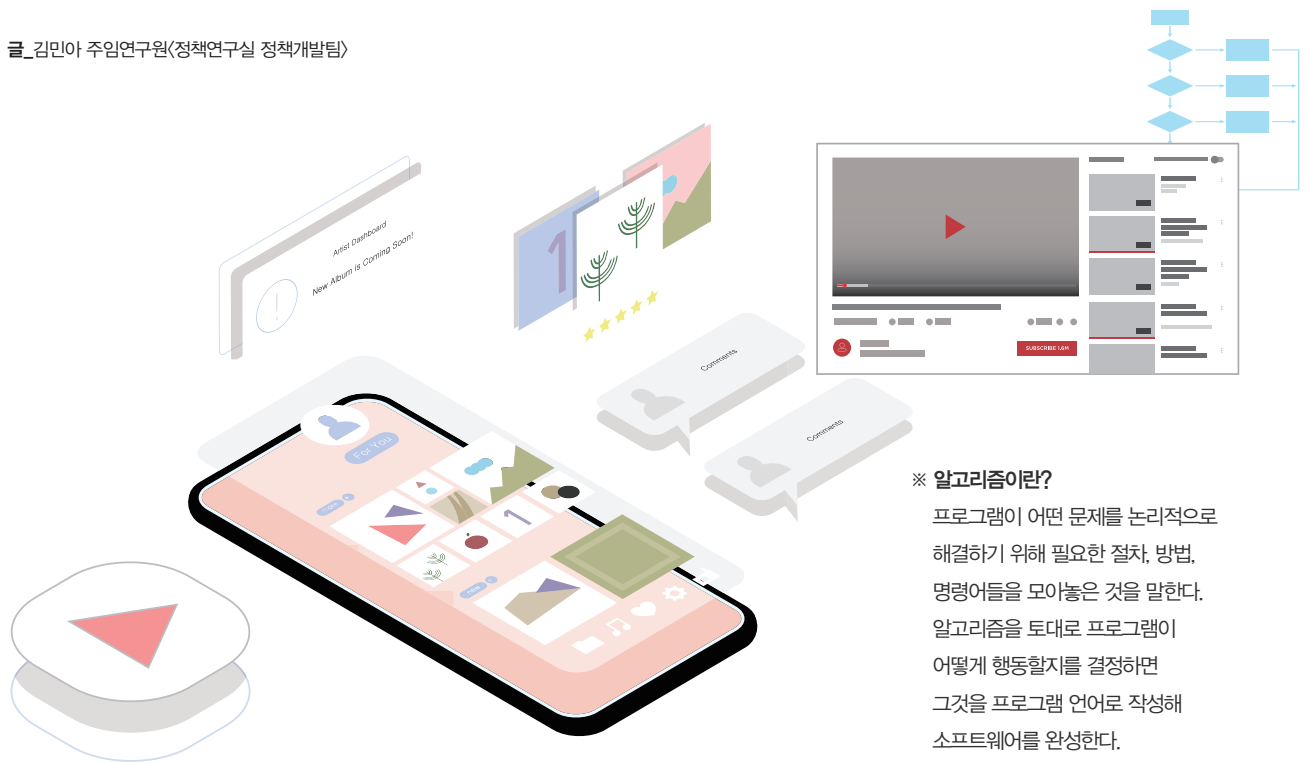 글_김민아 주임연구원〈정책연구실 정책개발팀〉
Artist Dashboard
New Album is Coming Soon!
1
SUBSCRIBE 1,6M
Comments
Comments
For You
1
※ 알고리즘이란?
프로그램이 어떤 문제를 논리적으로
해결하기 위해 필요한 절차, 방법,
명령어들을 모아놓은 것을 말한다.
알고리즘을 토대로 프로그램이
어떻게 행동할지를 결정하면
그것을 프로그램 언어로 작성해
소프트웨어를 완성한다.